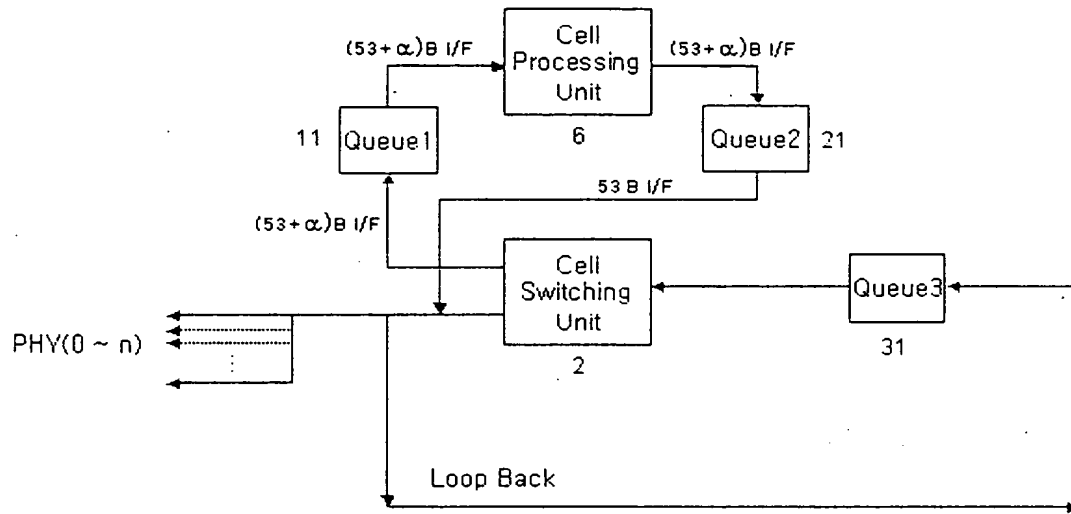 (53+α)B I/F
Cell
Processing
Unit
(53+α)B I/F
11
Queue1
6
Queue2
21
53 B I/F
(53+α)B I/F
Cell
Switching
Unit
Queue3
PHY(0 ~ n)
2
31
Loop Back